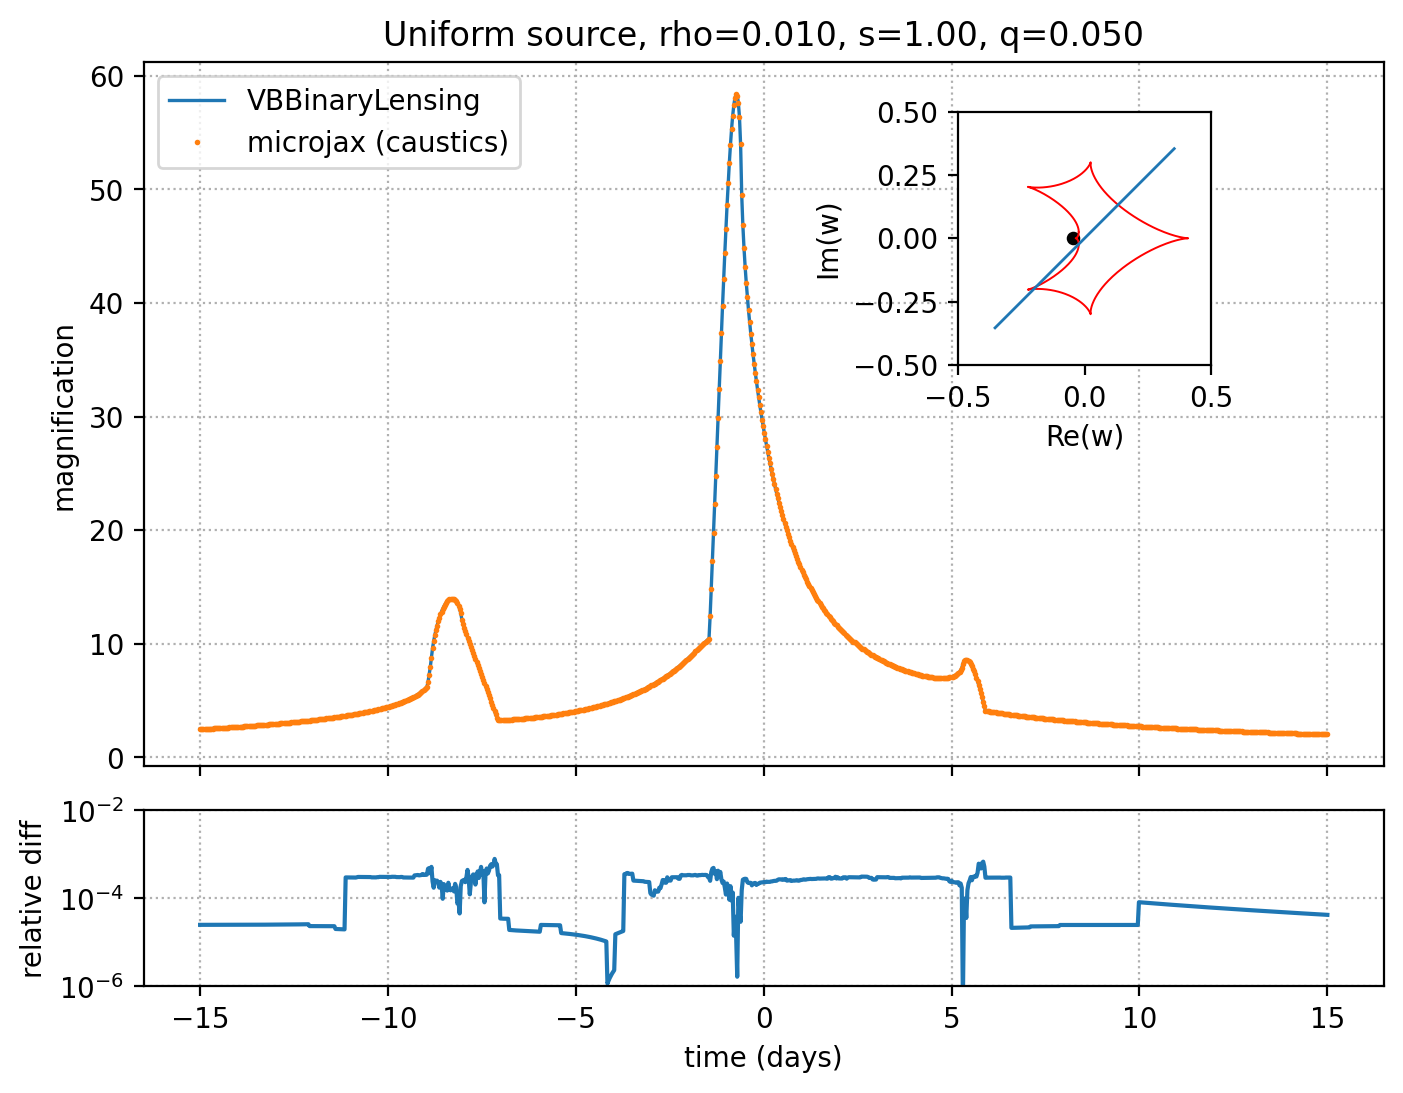 Uniform source, rho=0.010, s=1.00, q=0.050
VBBinaryLensing
microjax (caustics)
magnification
60
50
40
30
20
10
0
Im(w)
0.50
0.25
0.00
−0.25
−0.50
−0.5 0.0 0.5
Re(w)
relative diff
10⁻²
10⁻⁴
10⁻⁶
−15 −10 −5 0 5 10 15
time (days)